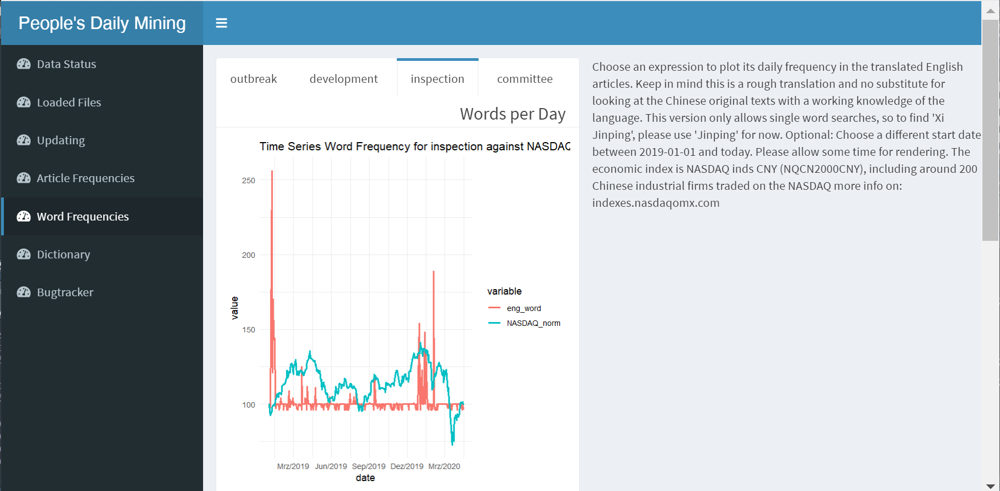 People's Daily Mining
Data Status
Loaded Files
Updating
Article Frequencies
Word Frequencies
Dictionary
Bugtracker
outbreak development inspection committee
Words per Day
Time Series Word Frequency for inspection against NASDAQ
250
200
150
100
value
Mrz/2019 Jun/2019 Sep/2019 Dez/2019 Mrz/2020
date
variable
eng_word
NASDAQ_norm
Choose an expression to plot its daily frequency in the translated English
articles. Keep in mind this is a rough translation and no substitute for
looking at the Chinese original texts with a working knowledge of the
language. This version only allows single word searches, so to find 'Xi
Jinping', please use 'Jinping' for now. Optional: Choose a different start date
between 2019-01-01 and today. Please allow some time for rendering. The
economic index is NASDAQ inds CNY (NQCN2000CNY), including around 200
Chinese industrial firms traded on the NASDAQ more info on:
indexes.nasdaqomx.com